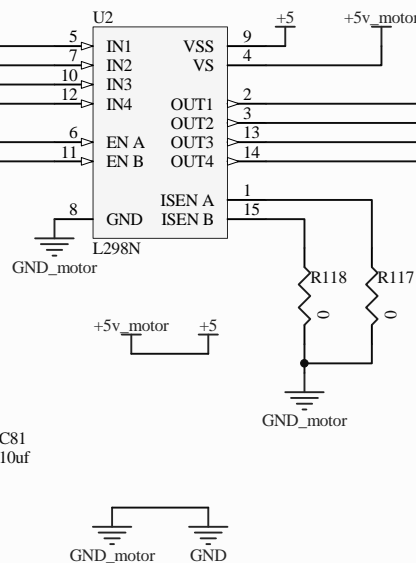 U2
+5
+5v_motor
5 IN1 VSS 9
7 IN2 VS 4
10 IN3
12 IN4 OUT1 2
OUT2 3
6 EN A OUT3 13
11 EN B OUT4 14
ISEN A 1
8 GND ISEN B 15
L298N
GND_motor
R118
R117
0
0
+5v_motor +5
GND_motor
C81
10uf
GND_motor GND